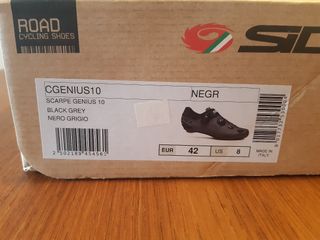 ROAD
CYCLING SHOES
SID
CGENIUS10
NEGR
SCARPE GENIUS 10
BLACK GREY
NERO GRIGIO
EUR 42 US 8
MADE IN
ITALY